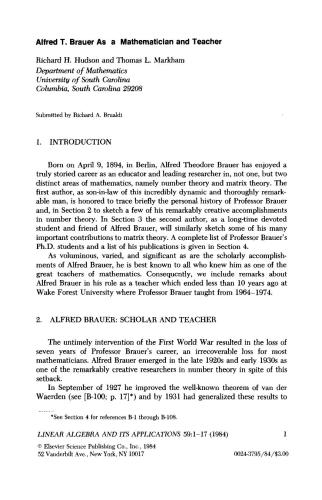 Alfred T. Brauer As a Mathematician and Teacher
Richard H. Hudson and Thomas L. Markham
Department of Mathematics
University of South Carolina
Columbia, South Carolina 29208
Submitted by Richard A. Brualdi
1. INTRODUCTION
Born on April 9, 1894, in Berlin, Alfred Theodore Brauer has enjoyed a
truly storied career as an educator and leading researcher in, not one, but two
distinct areas of mathematics, namely number theory and matrix theory. The
first author, as son-in-law of this incredibly dynamic and thoroughly remark-
able man, is honored to trace briefly the personal history of Professor Brauer
and, in Section 2 to sketch a few of his remarkably creative accomplishments
in number theory. In Section 3 the second author, as a long-time devoted
student and friend of Alfred Brauer, will similarly sketch some of his many
important contributions to matrix theory. A complete list of Professor Brauer's
Ph.D. students and a list of his publications is given in Section 4.
As voluminous, varied, and significant as are the scholarly accomplish-
ments of Alfred Brauer, he is best known to all who knew him as one of the
great teachers of mathematics. Consequently, we include remarks about
Alfred Brauer in his role as a teacher which ended less than 10 years ago at
Wake Forest University where Professor Brauer taught from 1964–1974.
2. ALFRED BRAUER: SCHOLAR AND TEACHER
The untimely intervention of the First World War resulted in the loss of
seven years of Professor Brauer's career, an irrecoverable loss for most
mathematicians. Alfred Brauer emerged in the late 1920s and early 1930s as
one of the remarkably creative researchers in number theory in spite of this
setback.
In September of 1927 he improved the well-known theorem of van der
Waerden (see [B-100; p. 17]*) and by 1931 had generalized these results to
*See Section 4 for references B-1 through B-108.
LINEAR ALGEBRA AND ITS APPLICATIONS 59:1–17 (1984) 1
© Elsevier Science Publishing Co., Inc., 1984
52 Vanderbilt Ave., New York, NY 10017 0024-3795/84/$3.00